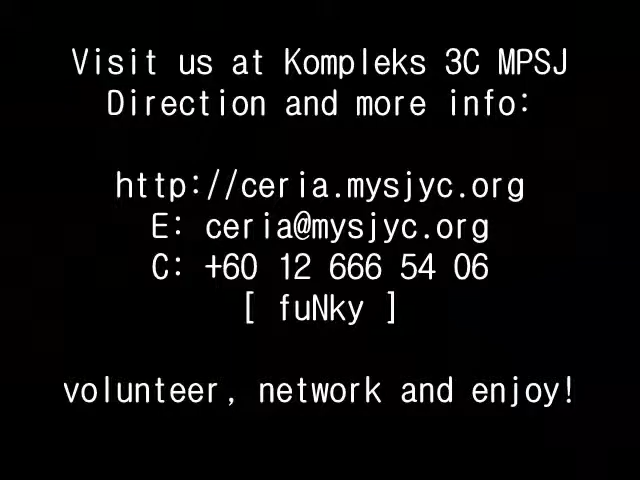 Visit us at Kompleks 3C MPSJ
Direction and more info:
http://ceria.mysjyc.org
E: ceria@mysjyc.org
C: +60 12 666 54 06
[ fuNky ]
volunteer, network and enjoy!